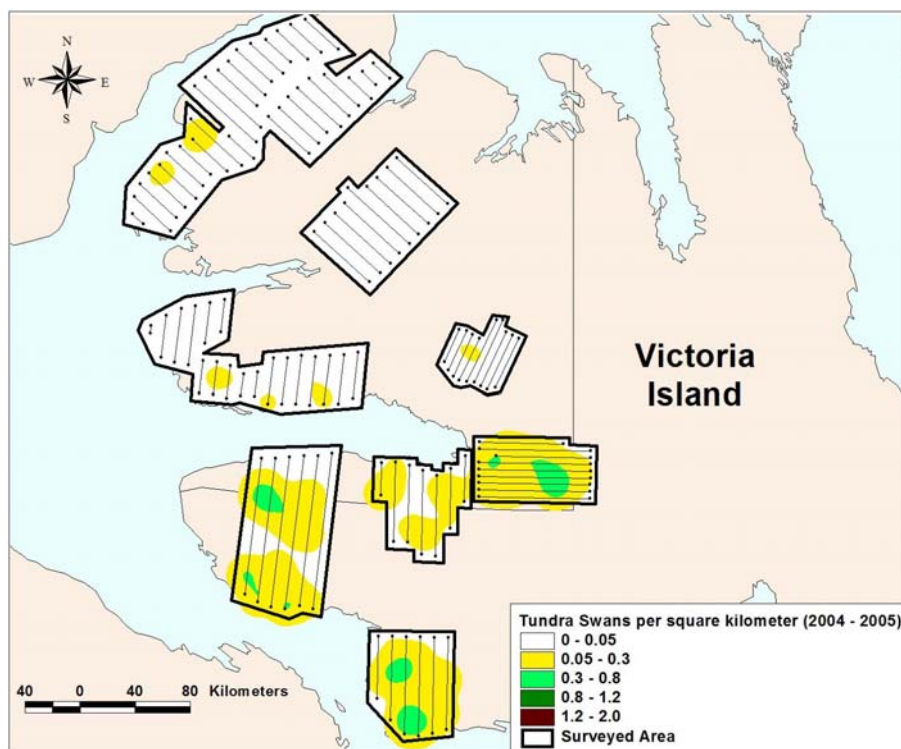 N
W E
S
Victoria
Island
Tundra Swans per square kilometer (2004 - 2005)
0 - 0.05
0.05 - 0.3
0.3 - 0.8
0.8 - 1.2
1.2 - 2.0
Surveyed Area
40 0 40 80 Kilometers